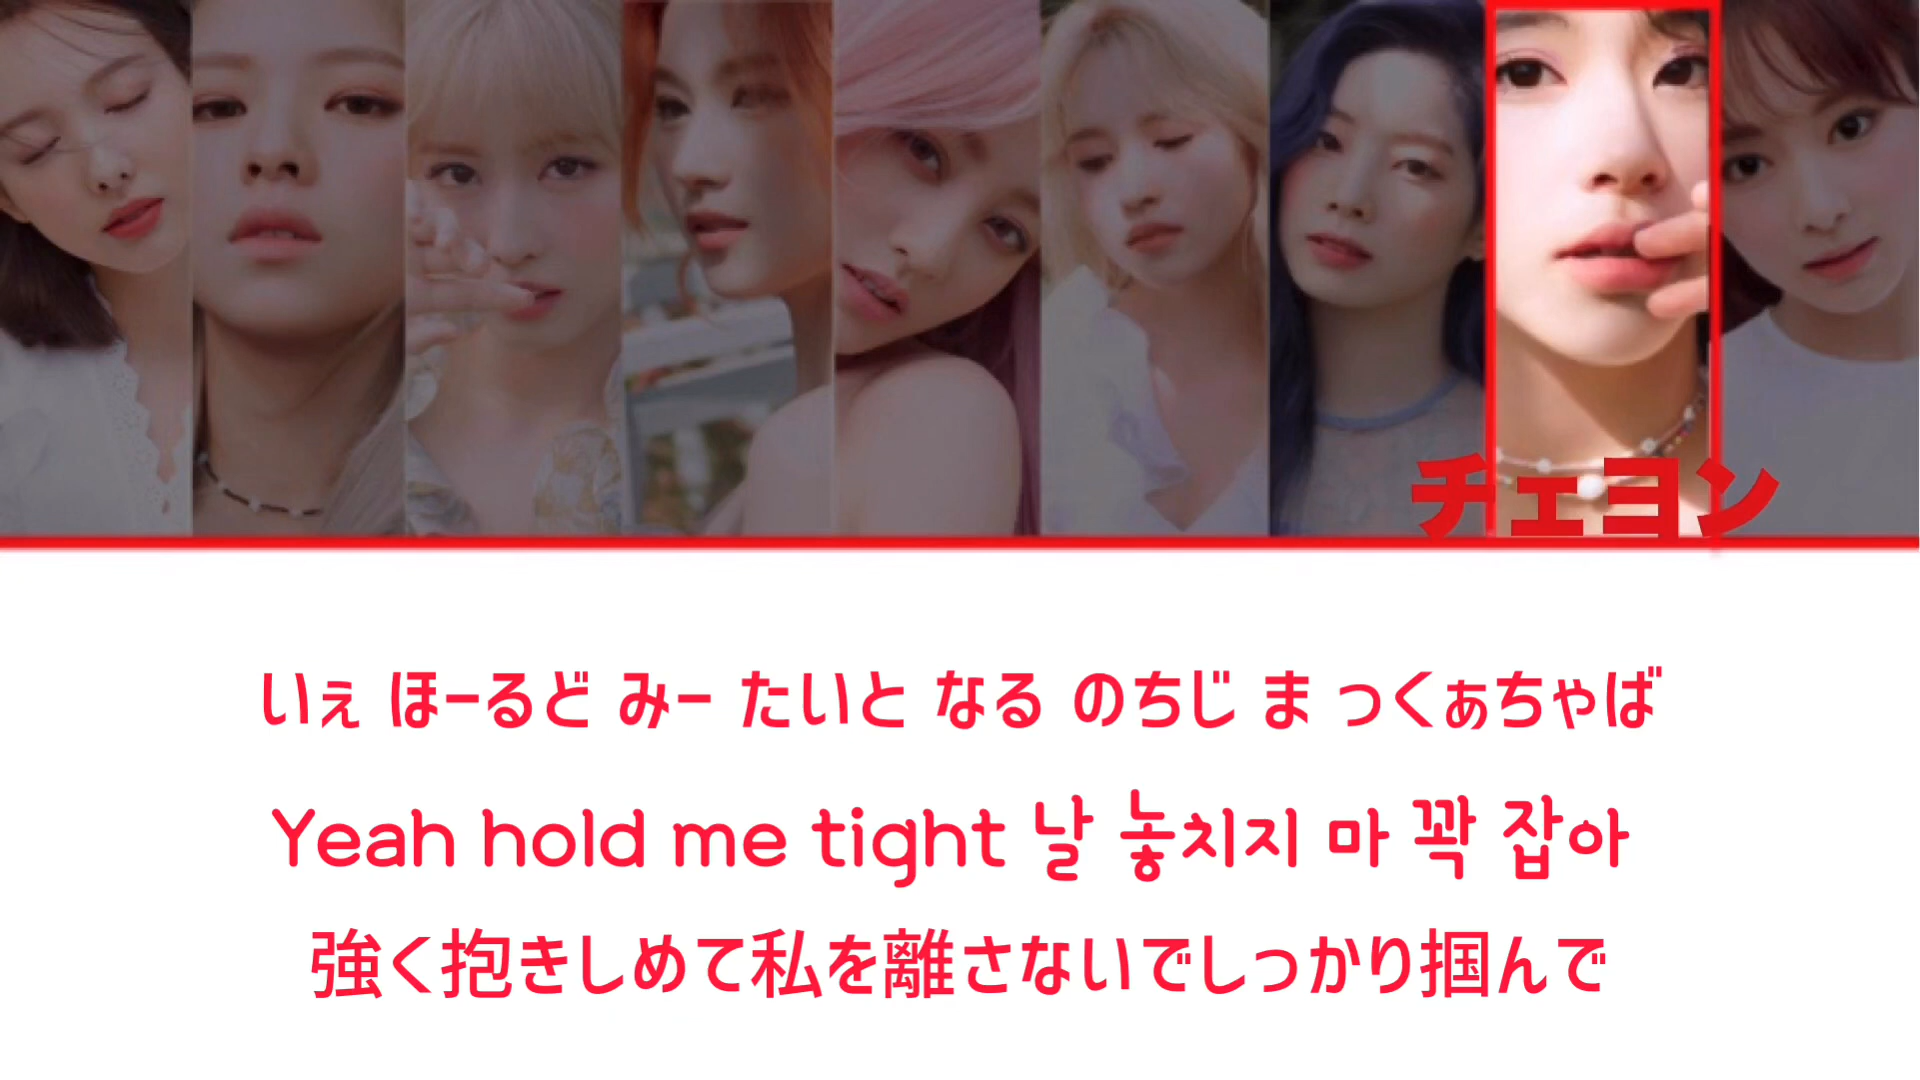 チェヨン
いぇ ほーるど みー たいと なる のちじ ま っくぁちゃば
Yeah hold me tight 날 놓치지 마 꽉 잡아
強く抱きしめて私を離さないでしっかり掴んで